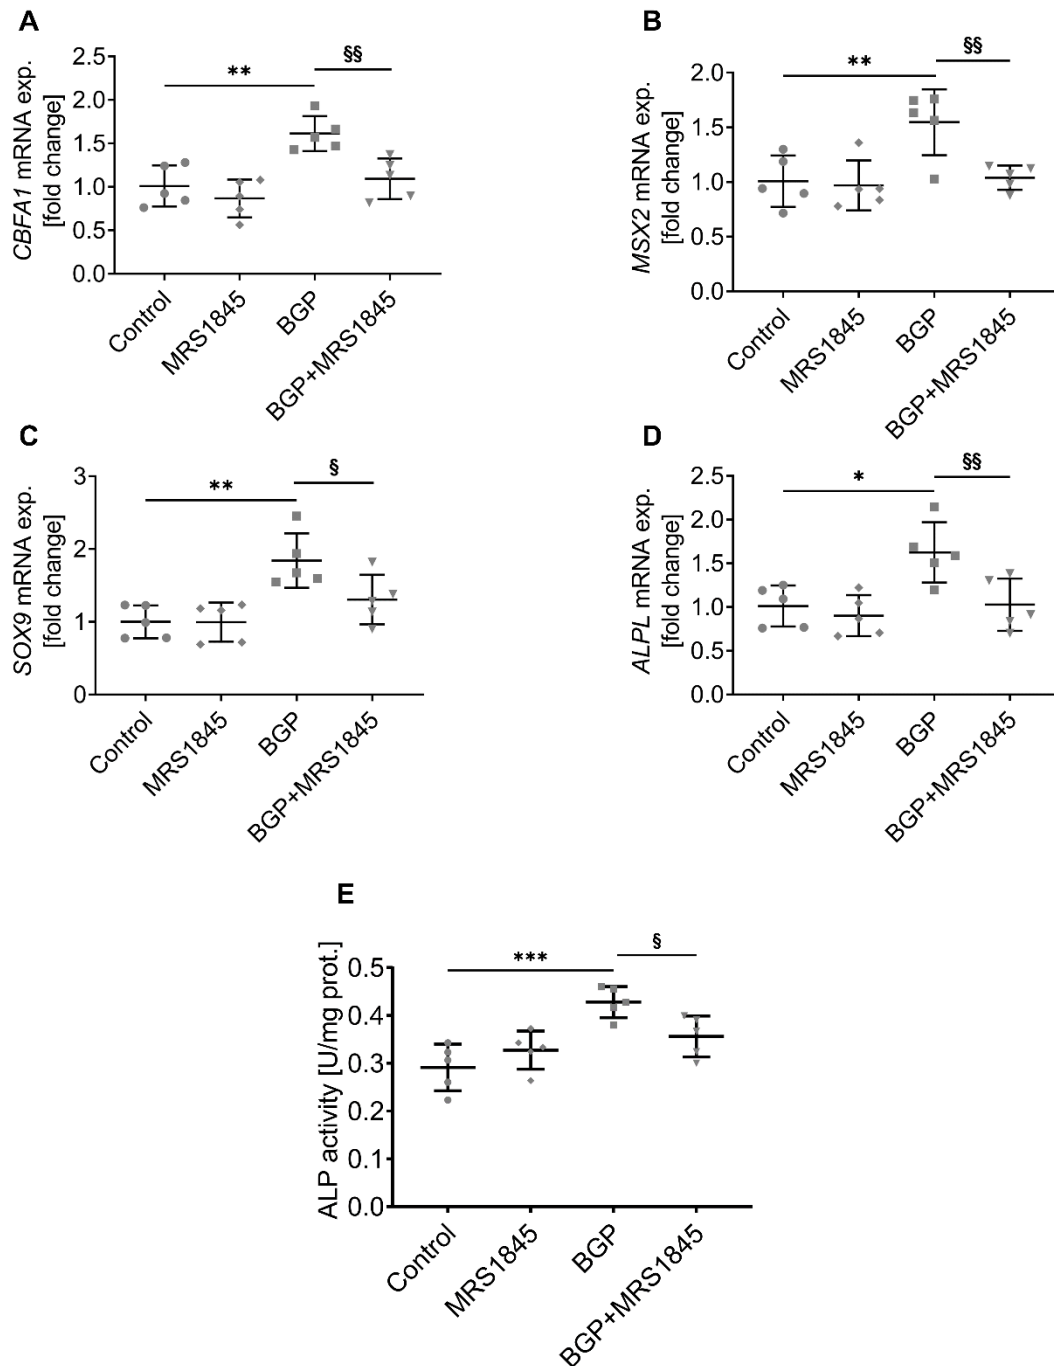 A
CBFA1 mRNA exp.
[fold change]
2.5
2.0
1.5
1.0
0.5
0.0
**
§§
Control
MRS1845
BGP
BGP+MRS1845
B
MSX2 mRNA exp.
[fold change]
2.0
1.5
1.0
0.5
0.0
**
§§
Control
MRS1845
BGP
BGP+MRS1845
C
SOX9 mRNA exp.
[fold change]
3
2
1
0
**
§
Control
MRS1845
BGP
BGP+MRS1845
D
ALPL mRNA exp.
[fold change]
2.5
2.0
1.5
1.0
0.5
0.0
*
§§
Control
MRS1845
BGP
BGP+MRS1845
E
ALP activity [U/mg prot.]
0.5
0.4
0.3
0.2
0.1
0.0
***
§
Control
MRS1845
BGP
BGP+MRS1845